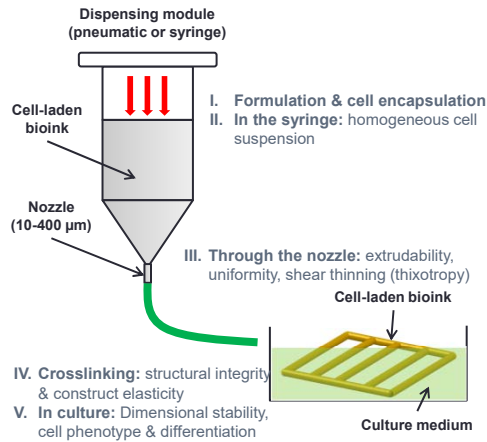 Dispensing module
(pneumatic or syringe)
Cell-laden
bioink
I. Formulation & cell encapsulation
II. In the syringe: homogeneous cell
suspension
Nozzle
(10-400 µm)
III. Through the nozzle: extrudability,
uniformity, shear thinning (thixotropy)
Cell-laden bioink
IV. Crosslinking: structural integrity
& construct elasticity
V. In culture: Dimensional stability,
cell phenotype & differentiation
Culture medium